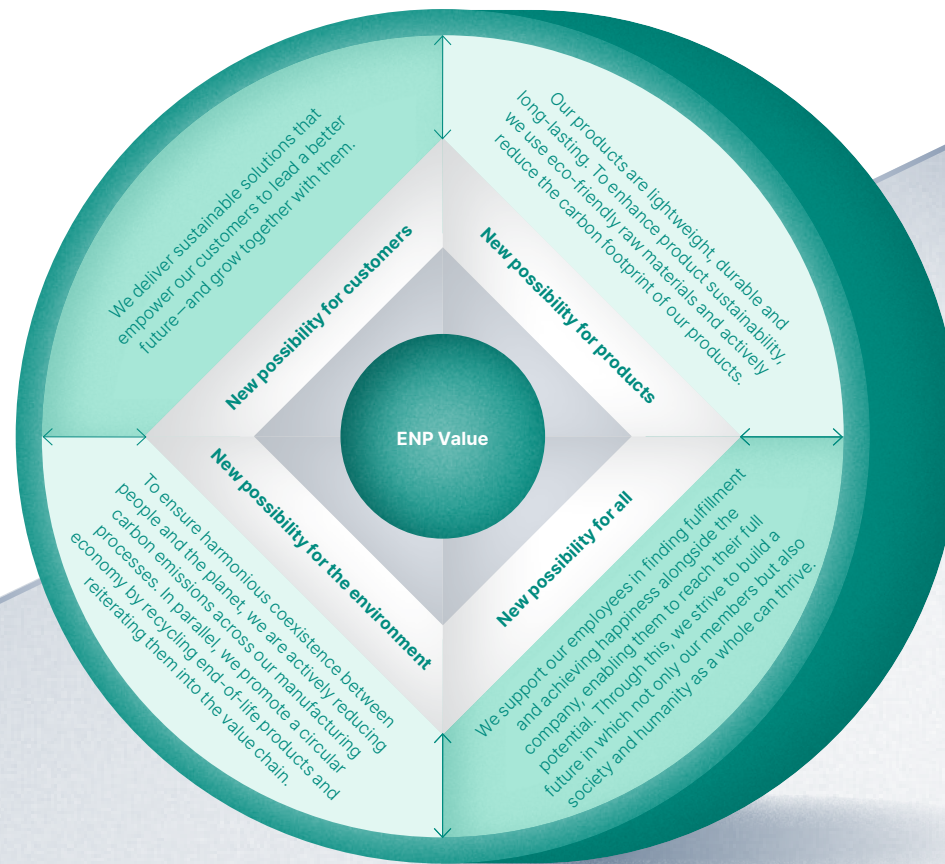 We deliver sustainable solutions that
empower our customers to lead a better
future—and grow together with them.
New possibility for customers
Our products are lightweight, durable and
long-lasting. To enhance product sustainability,
we use eco-friendly raw materials and actively
reduce the carbon footprint of our products.
New possibility for products
ENP Value
New possibility for the environment
To ensure harmonious coexistence between
people and the planet, we are actively reducing
carbon emissions across our manufacturing
processes. In parallel, we promote a circular
economy by recycling end-of-life products and
reiterating them into the value chain.
New possibility for all
We support our employees in finding fulfillment
and achieving happiness alongside the
company, enabling them to reach their full
potential. Through this, we strive to build a
future in which not only our members but also
society and humanity as a whole can thrive.